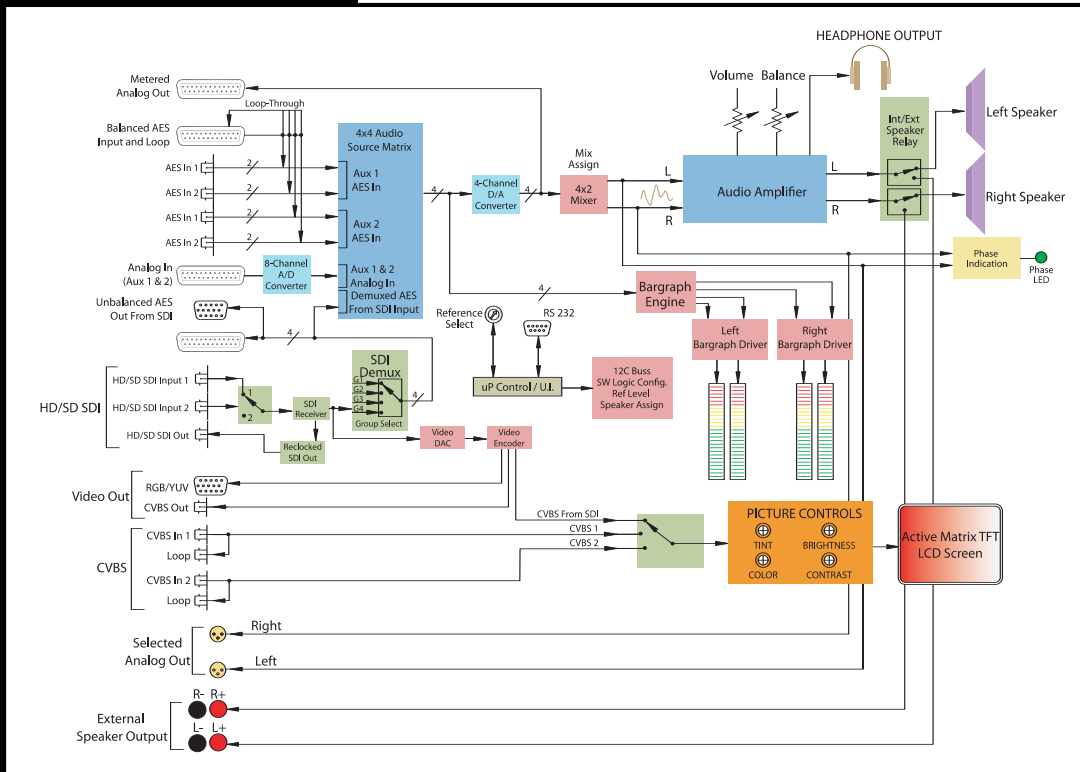 HEADPHONE OUTPUT
Metered
Analog Out
Volume
Balance
Loop-Through
Balanced AES
Input and Loop
4x4 Audio
Source Matrix
Int/Ext
Speaker
Relay
Left Speaker
AES In 1
2
AES In 2
2
AES In 1
2
AES In 2
2
Aux 1
AES In
Aux 2
AES In
4
4-Channel
D/A
Converter
4
Mix
Assign
4x2
Mixer
L
R
Audio Amplifier
L
R
Right Speaker
Analog In
(Aux 1 & 2)
8-Channel
A/D
Converter
Aux 1 & 2
Analog In
Demuxed AES
From SDI Input
Phase
Indication
Phase
LED
Unbalanced AES
Out From SDI
4
4
Bargraph
Engine
Reference
Select
RS 232
Left
Bargraph Driver
Right
Bargraph Driver
SDI
Demux
G1
G2
G3
G4
Group Select
4
uP Control / U.I.
12C Buss
SW Logic Config.
Ref Level
Speaker Assign
HD/SD SDI
HD/SD SDI Input 1
HD/SD SDI Input 2
HD/SD SDI Out
1
2
SDI
Receiver
Reclocked
SDI Out
Video
DAC
Video
Encoder
Video Out
RGB/YUV
CVBS Out
CVBS
CVBS In 1
Loop
CVBS In 2
Loop
CVBS From SDI
CVBS 1
CVBS 2
PICTURE CONTROLS
TINT
BRIGHTNESS
COLOR
CONTRAST
Active Matrix TFT
LCD Screen
Selected
Analog Out
Right
Left
External
Speaker Output
R- R+
L- L+